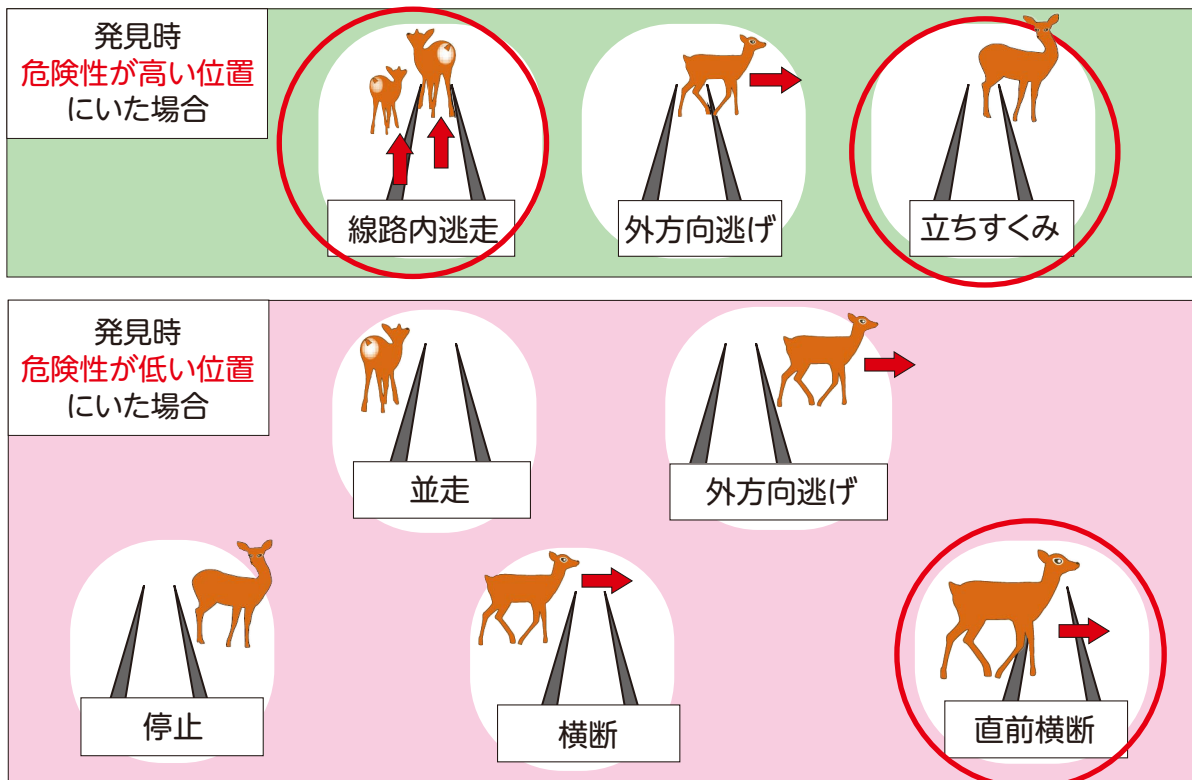 発見時
危険性が高い位置
にいた場合
線路内逃走
外方向逃げ
立ちすくみ
発見時
危険性が低い位置
にいた場合
並走
外方向逃げ
停止
横断
直前横断